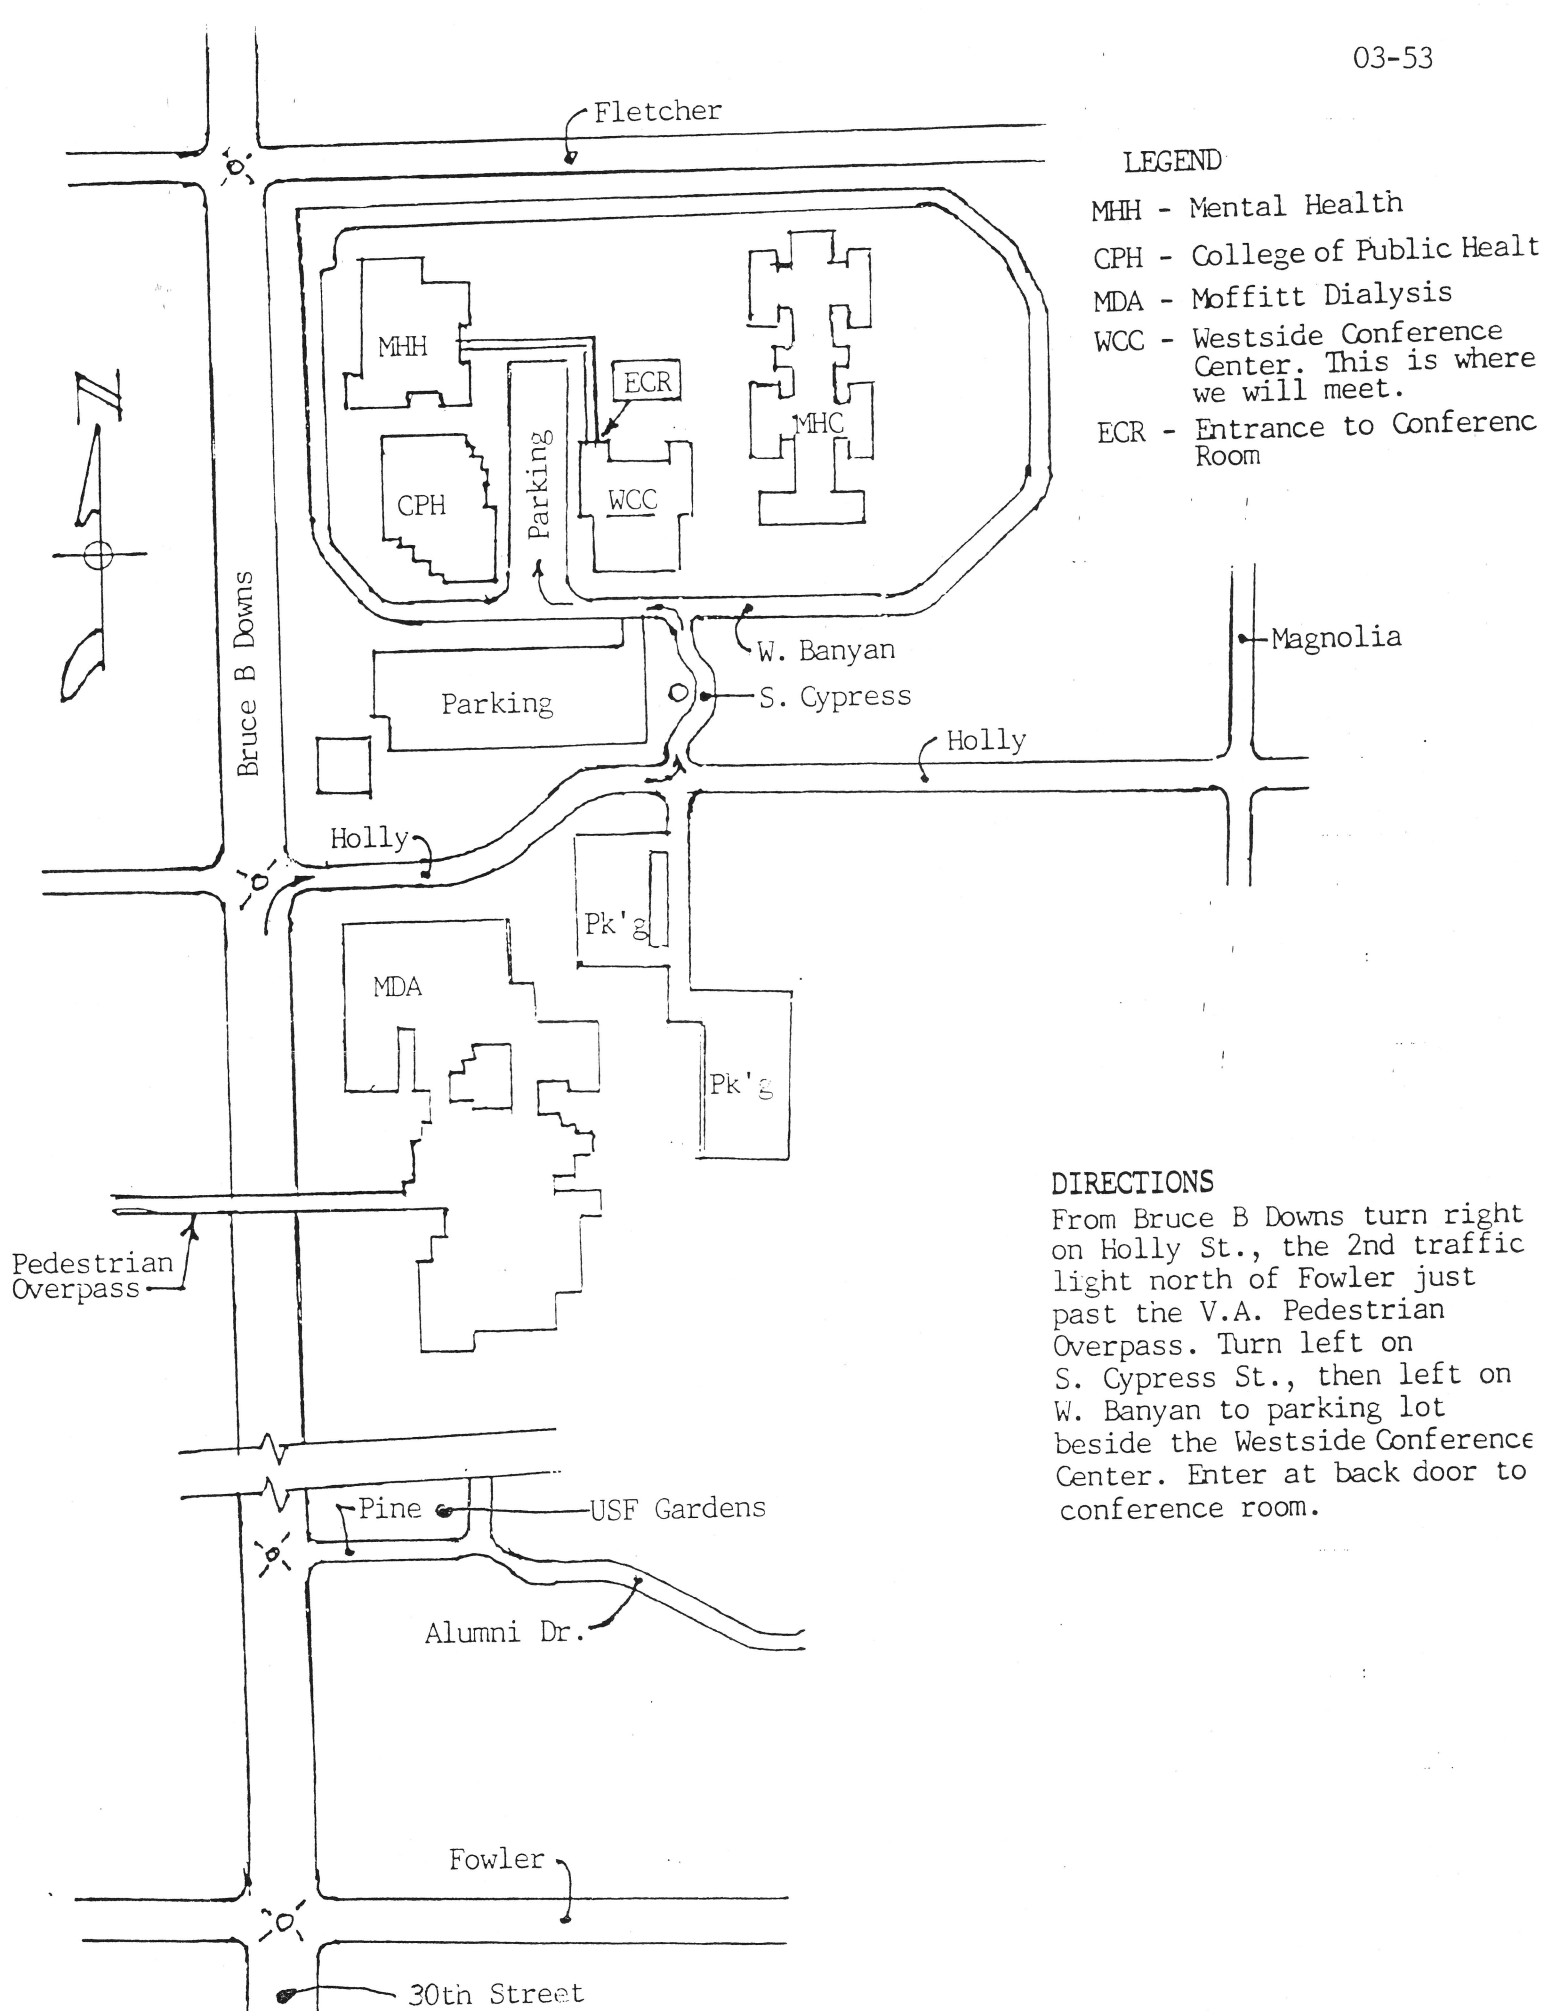 03-53
Fletcher
LEGEND
MHH - Mental Health
CPH - College of Public Healt
MDA - Moffitt Dialysis
WCC - Westside Conference
Center. This is where
we will meet.
ECR - Entrance to Conferenc
Room
N
MHH
ECR
MHC
Parking
CPH
WCC
Bruce B Downs
W. Banyan
Magnolia
S. Cypress
Parking
Holly
Holly
Pk'g
MDA
Pk'g
Pedestrian
Overpass
DIRECTIONS
From Bruce B Downs turn right
on Holly St., the 2nd traffic
light north of Fowler just
past the V.A. Pedestrian
Overpass. Turn left on
S. Cypress St., then left on
W. Banyan to parking lot
beside the Westside Conference
Center. Enter at back door to
conference room.
Pine
USF Gardens
Alumni Dr.
Fowler
30th Street